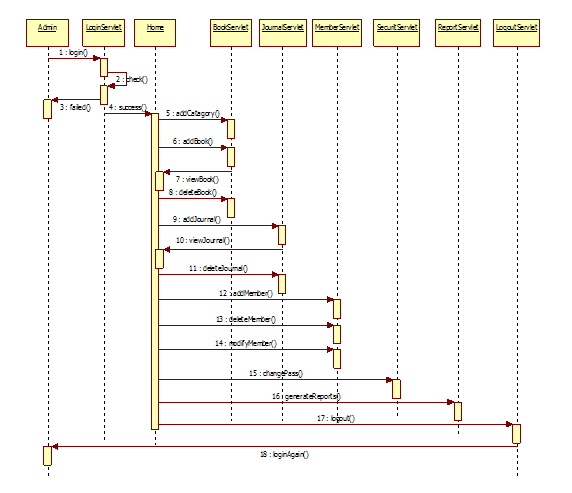 Admin
LoginServlet
Home
BookServlet
JournalServlet
MemberServlet
SecuritServlet
ReportServlet
LogoutServlet
1 : login()
2 : check()
3 : failed()
4 : success()
5 : addCatagory()
6 : addBook()
7 : viewBook()
8 : deleteBook()
9 : addJournal()
10 : viewJournal()
11 : deleteJournal()
12 : addMember()
13 : deleteMember()
14 : modifyMember()
15 : changePass()
16 : generateReports()
17 : logout()
18 : loginAgain()